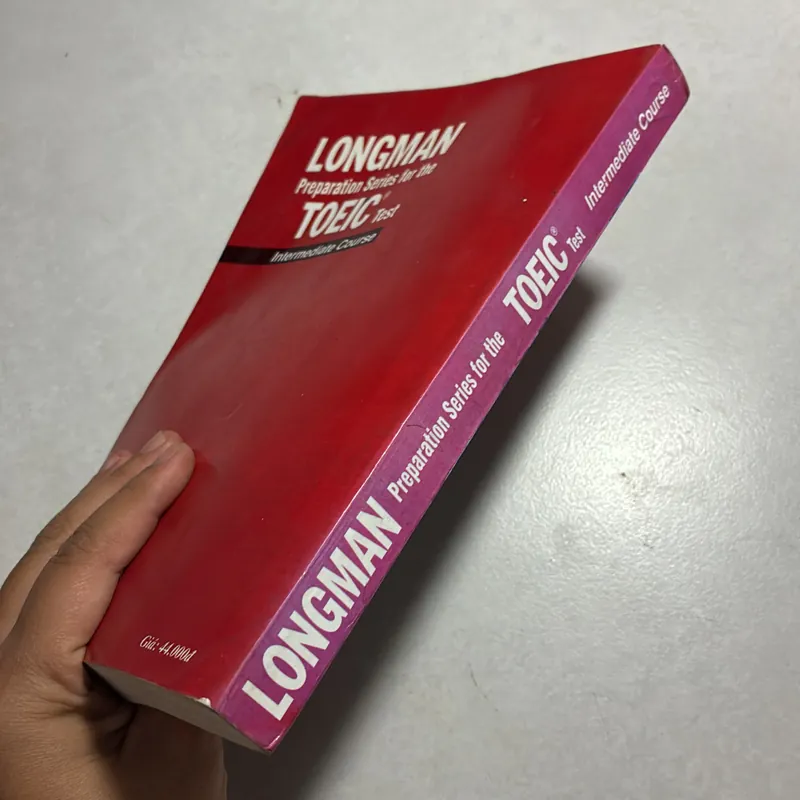 LONGMAN
Preparation Series for the
TOEIC® Test
Intermediate Course
Giá: 44.000đ
LONGMAN Preparation Series for the TOEIC® Test Intermediate Course